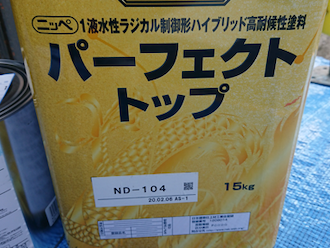 ニッペ 1液水性ラジカル制御形ハイブリッド高耐候性塗料
パーフェクト
トップ
ND-104
20.03.06 AS-1
15kg